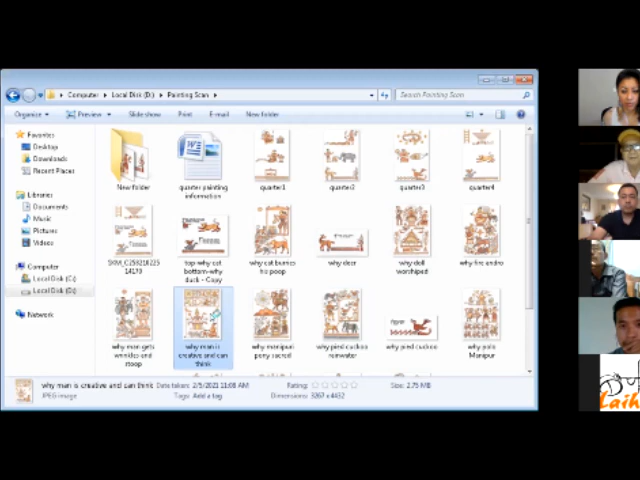 Computer ▸ Local Disk (D:) ▸ Painting Scan ▸
Search Painting Scan
Organize ▾ Preview ▾ Slide show Print E-mail New folder
Favorites
Desktop
Downloads
Recent Places
Libraries
Documents
Music
Pictures
Videos
Computer
Local Disk (C:)
Local Disk (D:)
Network
New folder
quarter painting information
quarter1
quarter2
quarter3
quarter4
top-why cat bottom-why duck - Copy
why cat burries his poop
why deer
why doll worshiped
why fire andro
why man gets wrinkles and stoop
why man is creative and can think
why manipuri pony sacred
why pied cuckoo rainwater
why pied cuckoo
why polo Manipur
why man is creative and can think Date taken: 2/5/2021 11:08 AM Rating: Size: 2.75 MB
JPEG image Tags: Add a tag Dimensions: 3267 x 4432
Laih